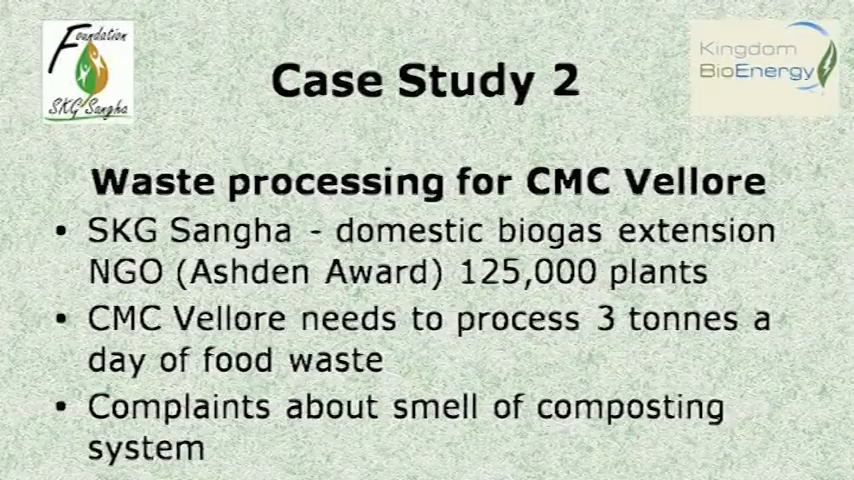 Foundation
SKG Sangha
Kingdom
BioEnergy
Case Study 2
Waste processing for CMC Vellore
• SKG Sangha - domestic biogas extension
NGO (Ashden Award) 125,000 plants
• CMC Vellore needs to process 3 tonnes a
day of food waste
• Complaints about smell of composting
system